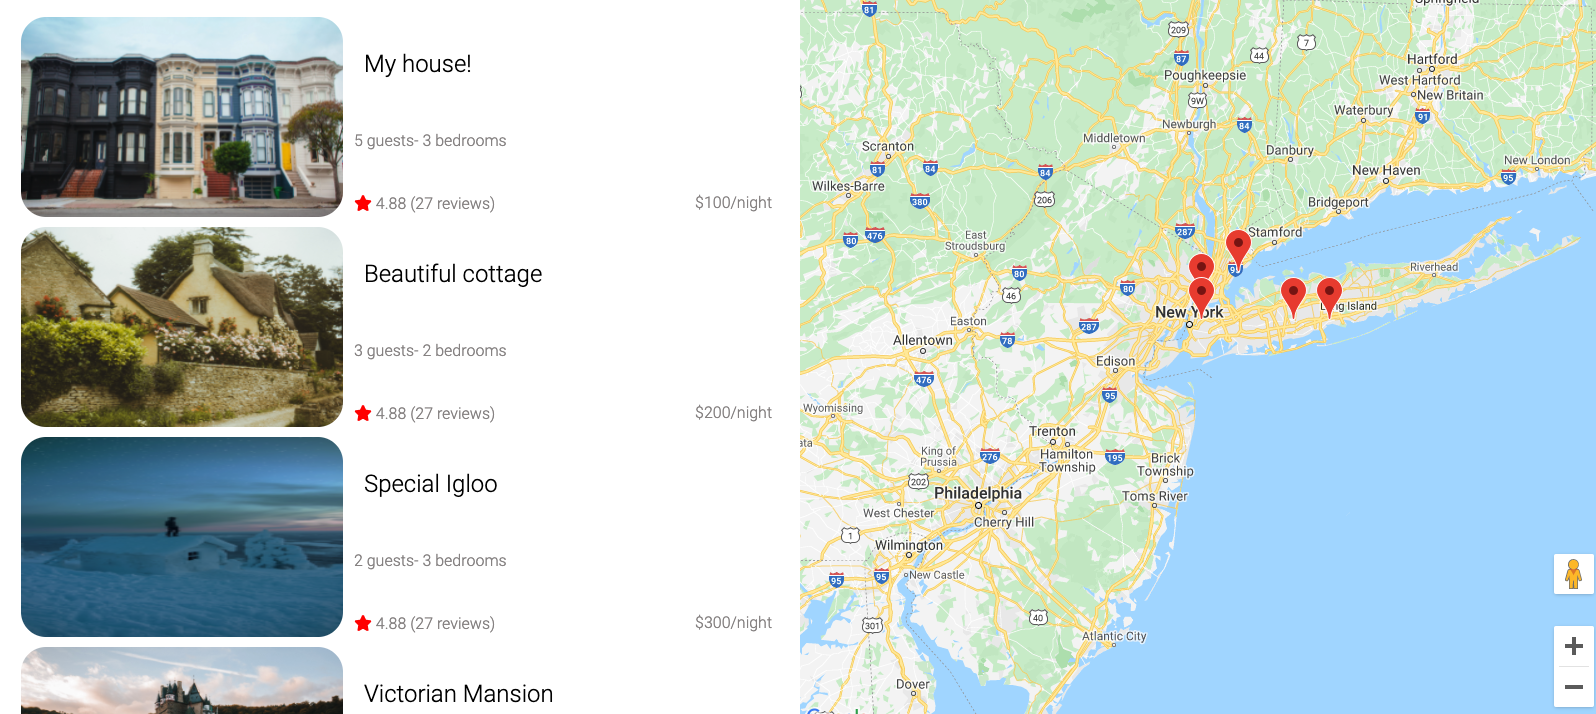 My house!
5 guests- 3 bedrooms
4.88 (27 reviews)
$100/night
Beautiful cottage
3 guests- 2 bedrooms
4.88 (27 reviews)
$200/night
Special Igloo
2 guests- 3 bedrooms
4.88 (27 reviews)
$300/night
Victorian Mansion
81
Springfield
209
7
87
44
Hartford
Poughkeepsie
West Hartford
9W
New Britain
Waterbury
91
Newburgh
84
Middletown
Scranton
Danbury
New London
81
84
84
New Haven
95
Wilkes-Barre
380
206
Bridgeport
287
Stamford
80
476
East
Stroudsburg
Riverhead
80
46
80
New York
Long Island
Easton
287
Allentown
78
Edison
476
95
Wyomissing
Trenton
King of
Prussia
276
Hamilton
Township
195
Brick
Township
202
Philadelphia
Toms River
West Chester
Cherry Hill
1
Wilmington
95
95
New Castle
301
40
Atlantic City
Dover